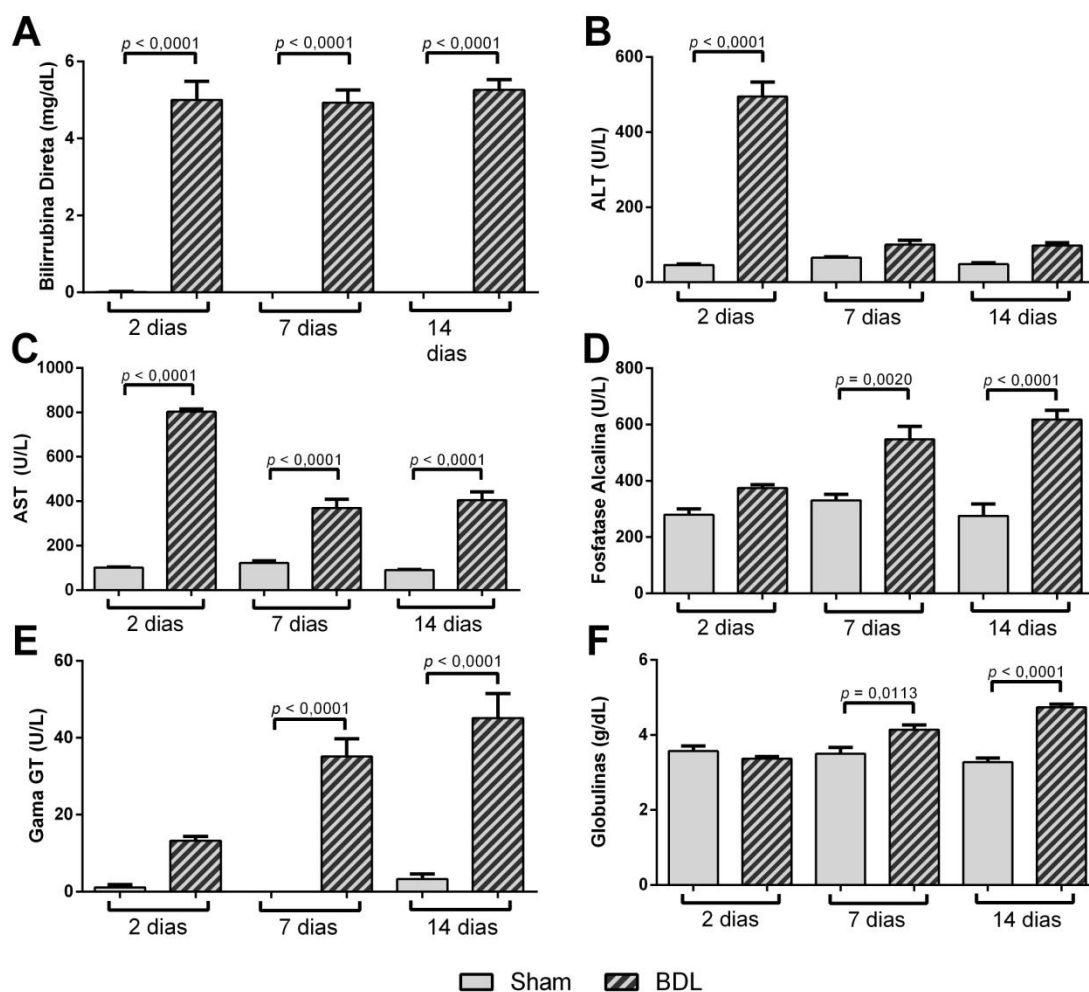 A
p < 0,0001
p < 0,0001
p < 0,0001
Bilirrubina Direta (mg/dL)
6
4
2
0
2 dias
7 dias
14
dias
B
p < 0,0001
ALT (U/L)
600
400
200
0
2 dias
7 dias
14 dias
C
p < 0,0001
p < 0,0001
p < 0,0001
AST (U/L)
1000
800
600
400
200
0
2 dias
7 dias
14 dias
D
p = 0,0020
p < 0,0001
Fosfatase Alcalina (U/L)
800
600
400
200
0
2 dias
7 dias
14 dias
E
p < 0,0001
p < 0,0001
Gama GT (U/L)
60
40
20
0
2 dias
7 dias
14 dias
F
p = 0,0113
p < 0,0001
Globulinas (g/dL)
6
4
2
0
2 dias
7 dias
14 dias
Sham
BDL